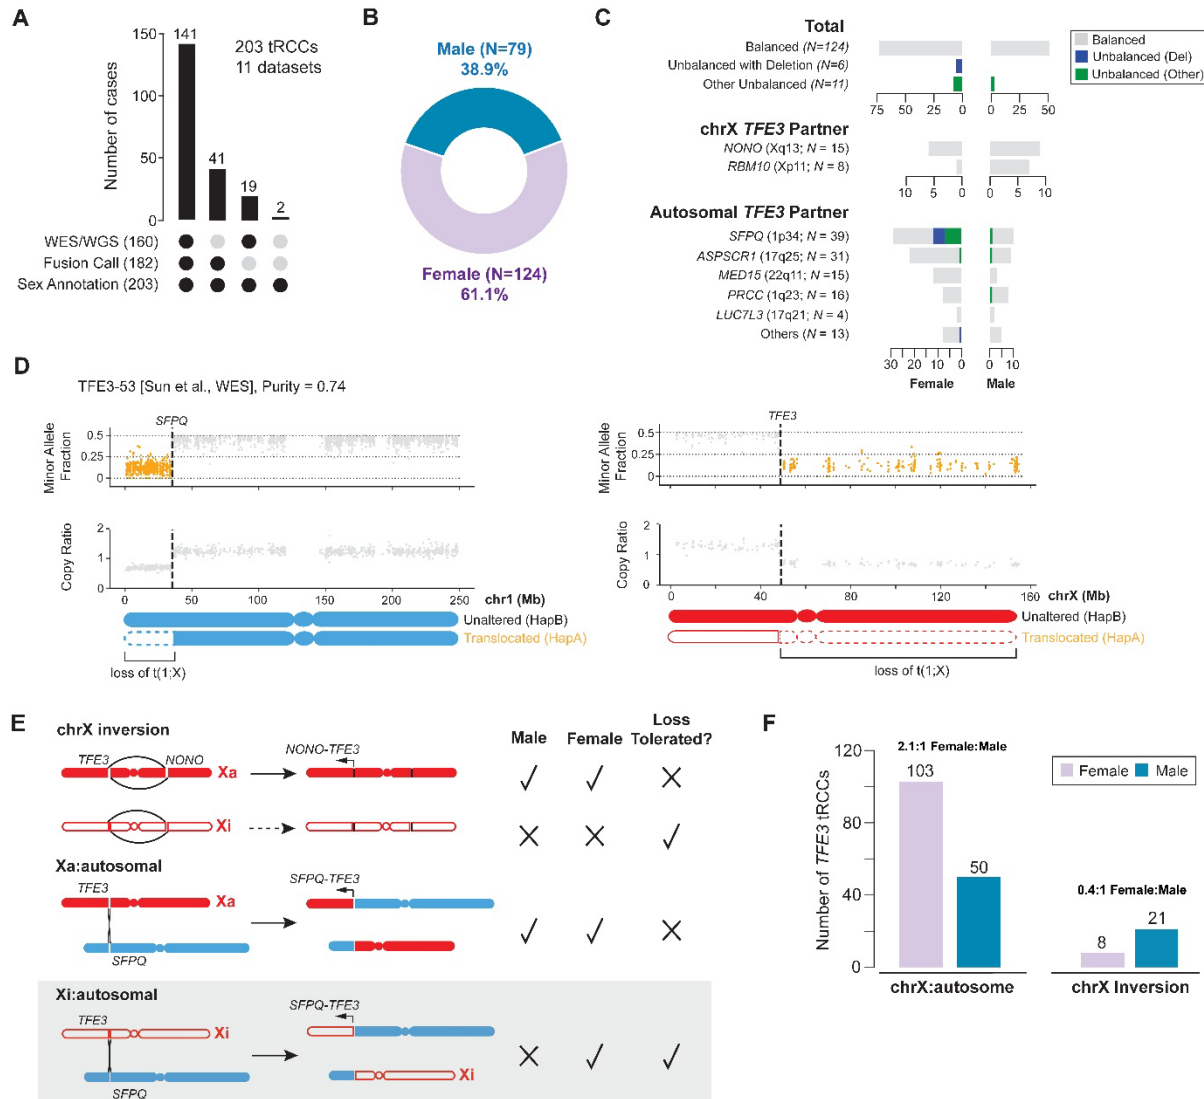 A
141
150
203 tRCCs
11 datasets
Number of cases
100
50
0
41
19
2
WES/WGS (160)
Fusion Call (182)
Sex Annotation (203)
B
Male (N=79)
38.9%
Female (N=124)
61.1%
C
Total
Balanced (N=124)
Unbalanced with Deletion (N=6)
Other Unbalanced (N=11)
75 50 25 0 0 25 50
Balanced
Unbalanced (Del)
Unbalanced (Other)
chrX TFE3 Partner
NONO (Xq13; N = 15)
RBM10 (Xp11; N = 8)
10 0 0 10
Autosomal TFE3 Partner
SFPQ (1p34; N = 39)
ASPSCR1 (17q25; N = 31)
MED15 (22q11; N =15)
PRCC (1q23; N = 16)
LUC7L3 (17q21; N = 4)
Others (N = 13)
30 20 10 0 0 10
Female Male
D
TFE3-53 [Sun et al., WES], Purity = 0.74
SFPQ
Minor Allele
Fraction
0.5
0.25
0
Copy Ratio
2
1
0
0 50 100 150 200 250
chr1 (Mb)
Unaltered (HapB)
Translocated (HapA)
loss of t(1;X)
TFE3
Minor Allele
Fraction
0.5
0.25
0
Copy Ratio
2
1
0
0 40 80 120 160
chrX (Mb)
Unaltered (HapB)
Translocated (HapA)
loss of t(1;X)
E
chrX inversion
Male Female Loss
Tolerated?
TFE3 NONO Xa
NONO-TFE3
Xi
Xa:autosomal
TFE3 Xa
SFPQ-TFE3
SFPQ
Xi:autosomal
TFE3 Xi
SFPQ-TFE3
SFPQ
Xi
F
Number of TFE3 tRCCs
120
80
40
0
2.1:1 Female:Male
103
50
chrX:autosome
Female Male
0.4:1 Female:Male
8
21
chrX Inversion